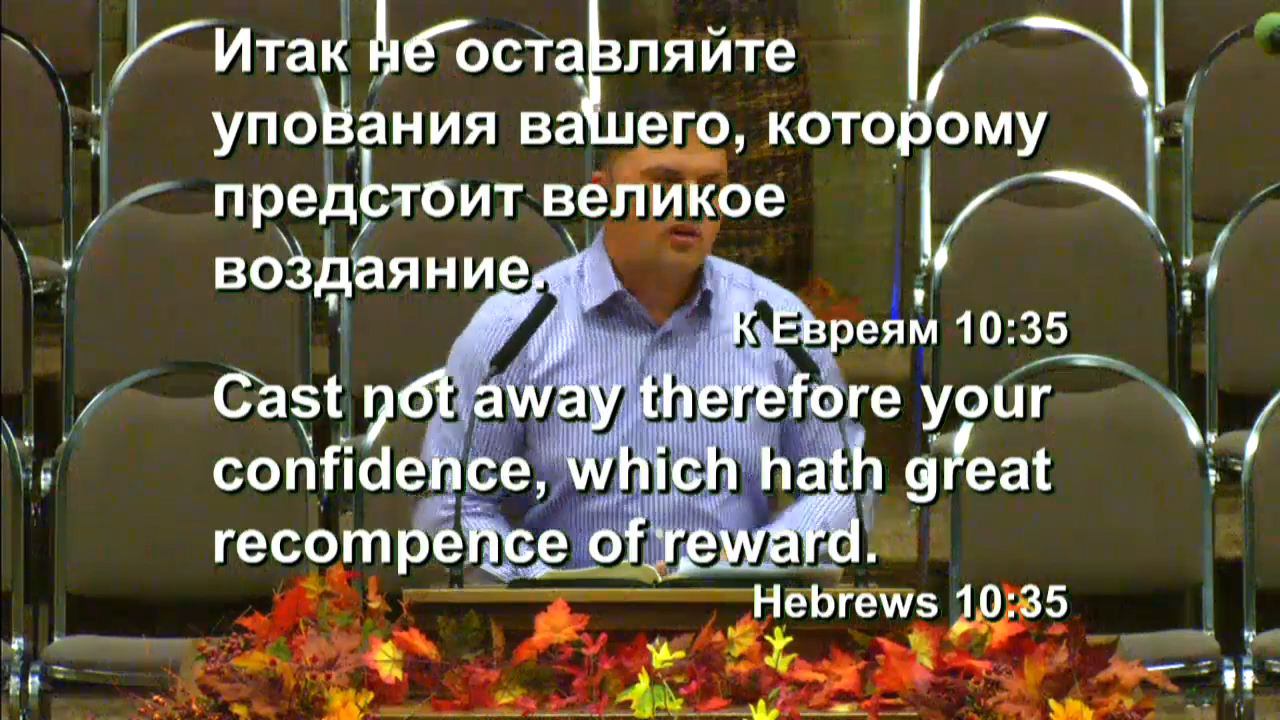 Итак не оставляйте
упования вашего, которому
предстоит великое
воздаяние.
К Евреям 10:35
Cast not away therefore your
confidence, which hath great
recompence of reward.
Hebrews 10:35